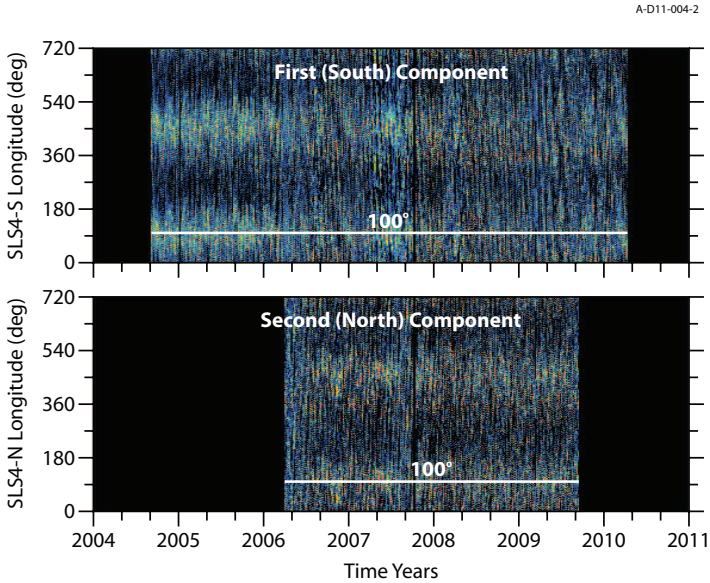 A-D11-004-2
SLS4-S Longitude (deg)
720
540
360
180
0
First (South) Component
100°
SLS4-N Longitude (deg)
720
540
360
180
0
Second (North) Component
100°
2004 2005 2006 2007 2008 2009 2010 2011
Time Years